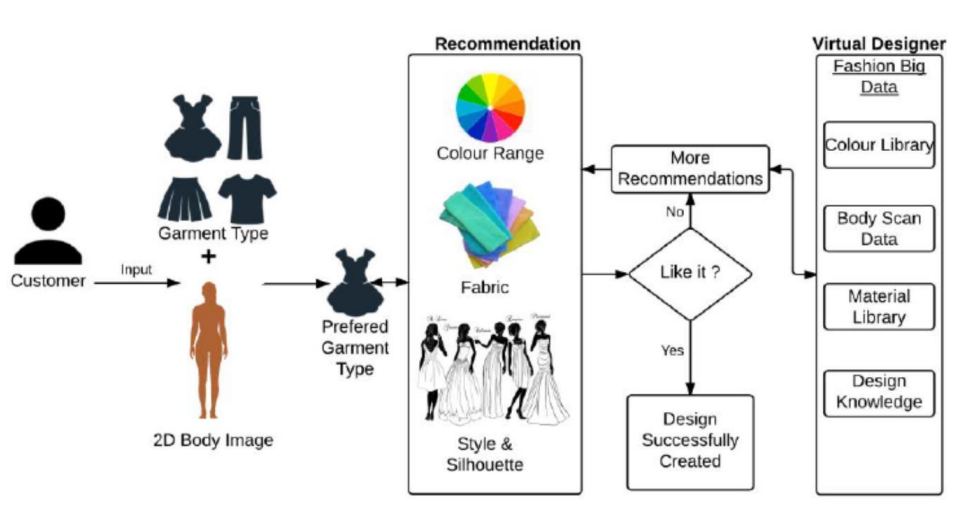 Recommendation
Virtual Designer
Fashion Big
Data
Colour Library
Body Scan
Data
Material
Library
Design
Knowledge
Colour Range
Fabric
Style &
Silhouette
More
Recommendations
No
Like it ?
Yes
Design
Successfully
Created
Garment Type
+
Customer
Input
2D Body Image
Prefered
Garment
Type